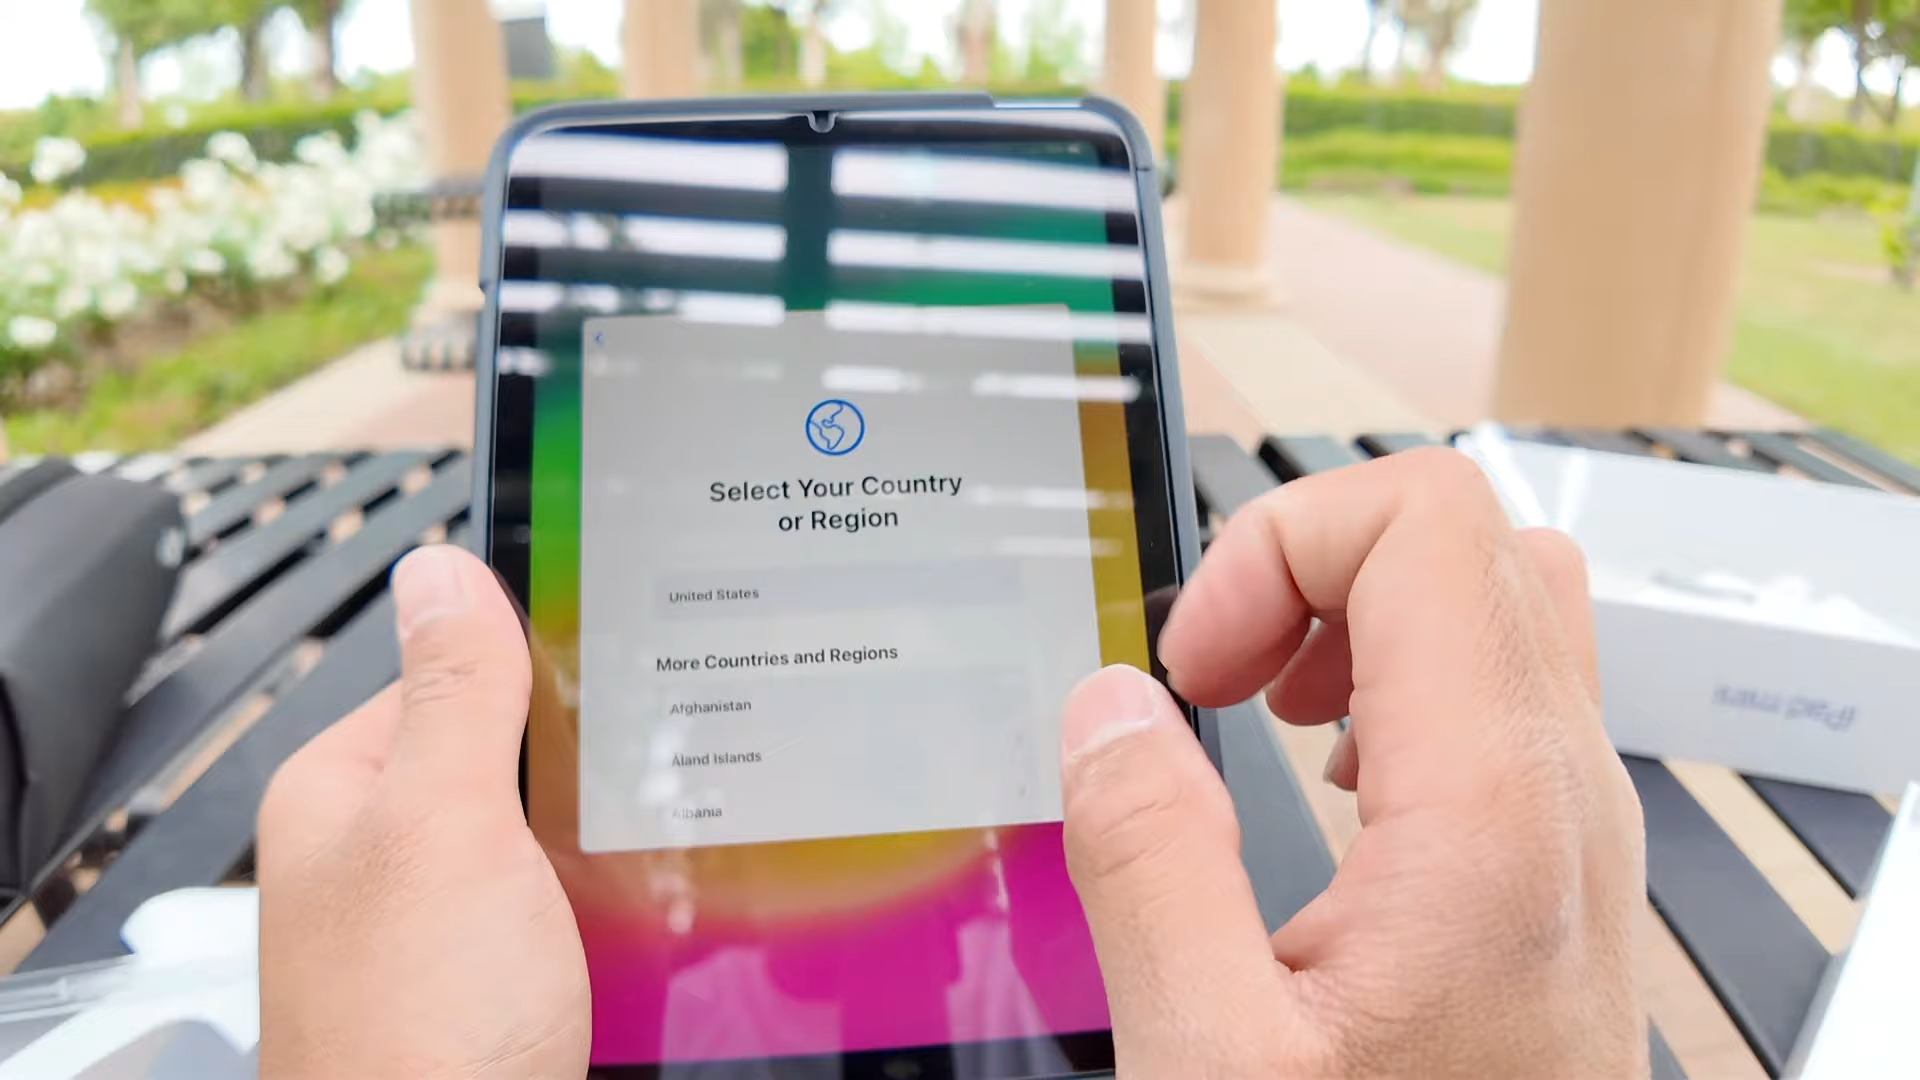 Select Your Country
or Region
United States
More Countries and Regions
Afghanistan
Åland Islands
Albania
iPad mini